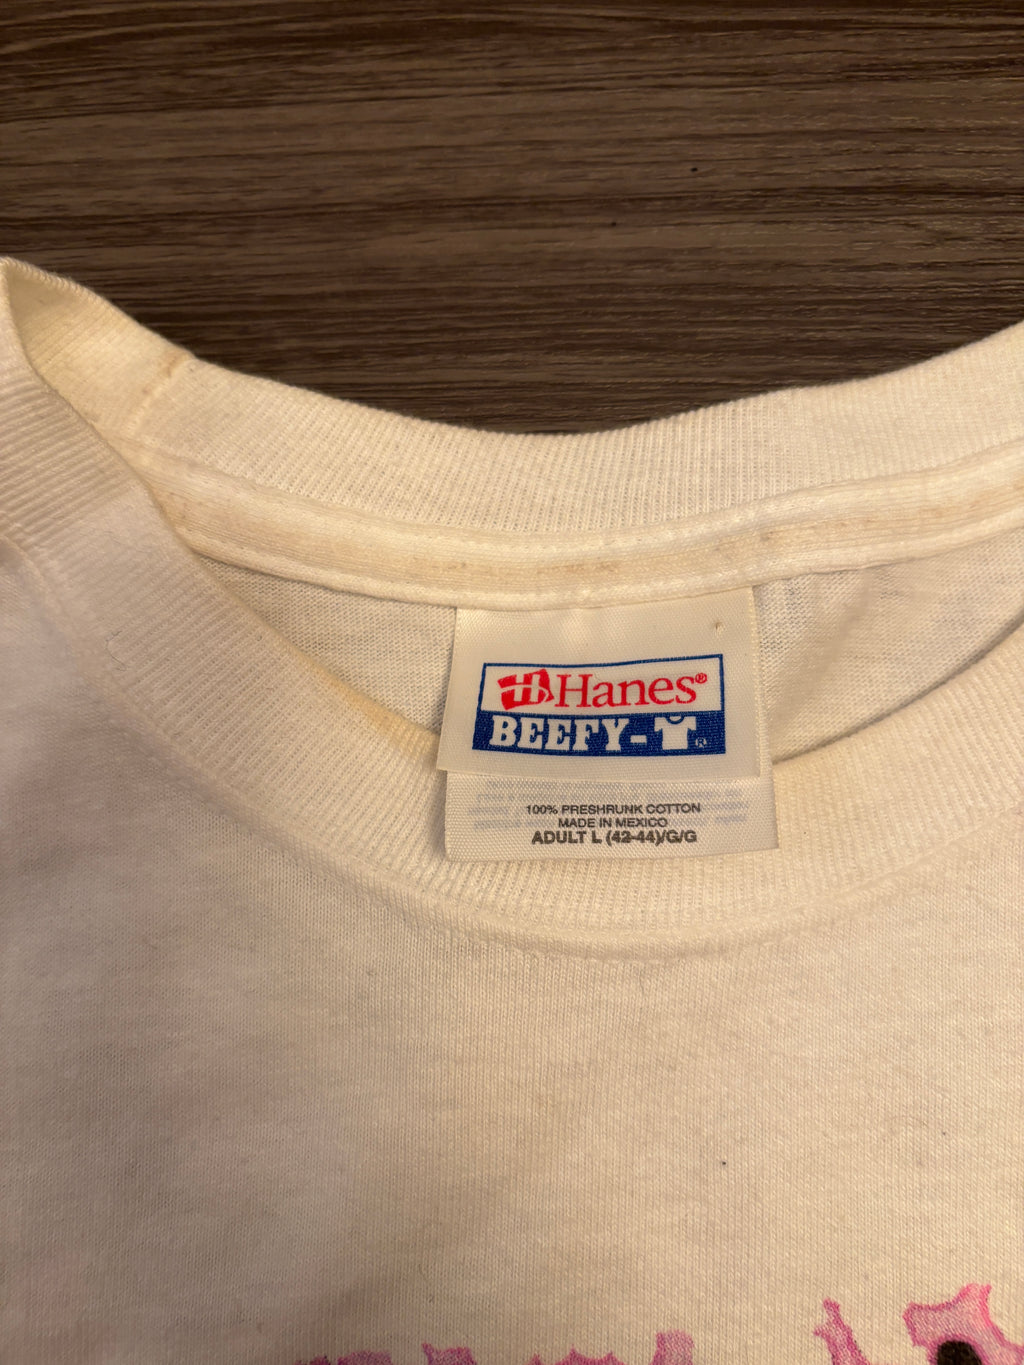 Hanes®
BEEFY-T®
100% PRESHRUNK COTTON
MADE IN MEXICO
ADULT L (42-44)/G/G